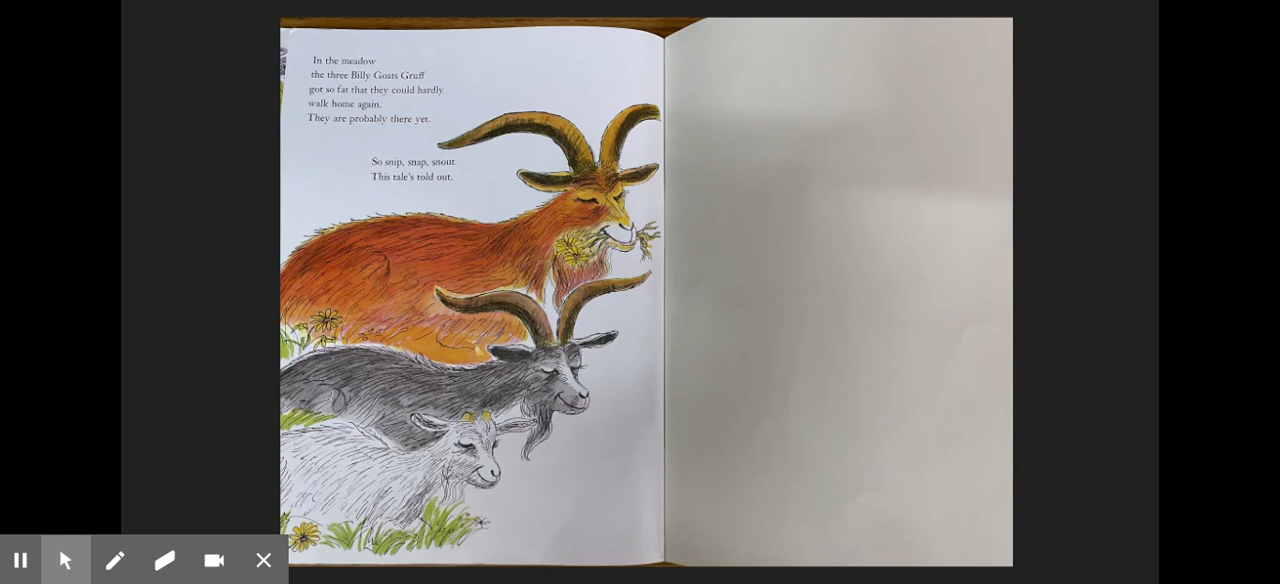 In the meadow
the three Billy Goats Gruff
got so fat that they could hardly
walk home again.
They are probably there yet.
So snip, snap, snout
This tale's told out.